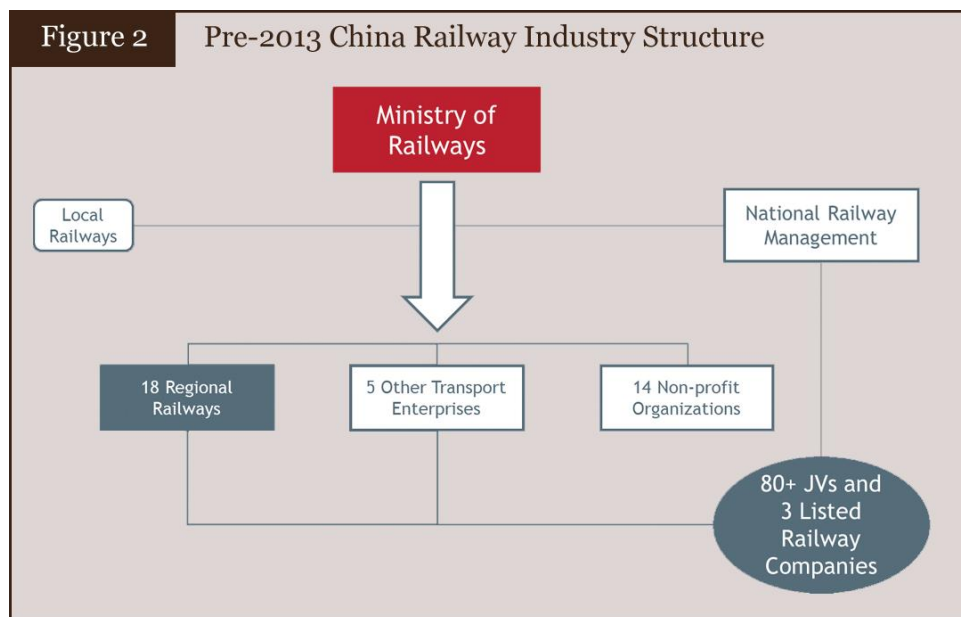 Figure 2
Pre-2013 China Railway Industry Structure
Ministry of
Railways
Local
Railways
National Railway
Management
18 Regional
Railways
5 Other Transport
Enterprises
14 Non-profit
Organizations
80+ JVs and
3 Listed
Railway
Companies